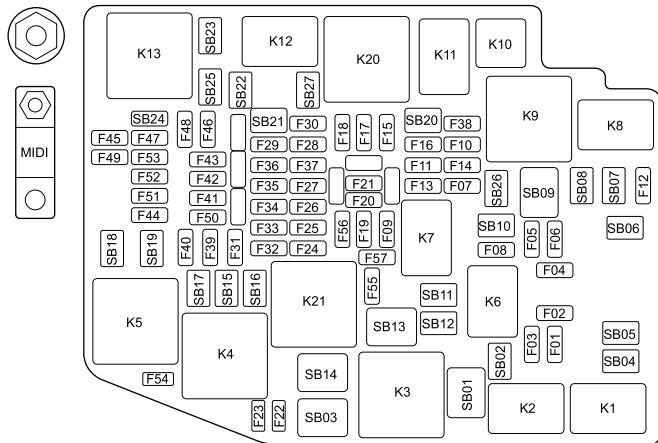 K13 SB23 K12 K20 K11 K10
SB25 SB22 SB27
K9 K8
MIDI
SB24 F48 F46 SB21 F30 F18 F17 F15 SB20 F38
F45 F47 F29 F28 F16 F10
F49 F53 F43 F36 F37 F11 F14
F52 F42 F35 F27 F21 F13 F07 SB26 SB09 SB08 SB07 F12
F51 F41 F34 F26 F20
F44 F50 F33 F25 F56 F19 F09 K7 SB10 F05 F06 SB06
SB18 SB19 F40 F39 F31 F32 F24 F57 F08
F04
SB17 SB15 SB16 K21 F55 SB11 K6
K5 K4 SB13 SB12 F02
F03 F01 SB05
SB02 SB04
F54 SB14 K3 SB01
F23 F22 SB03 K2 K1